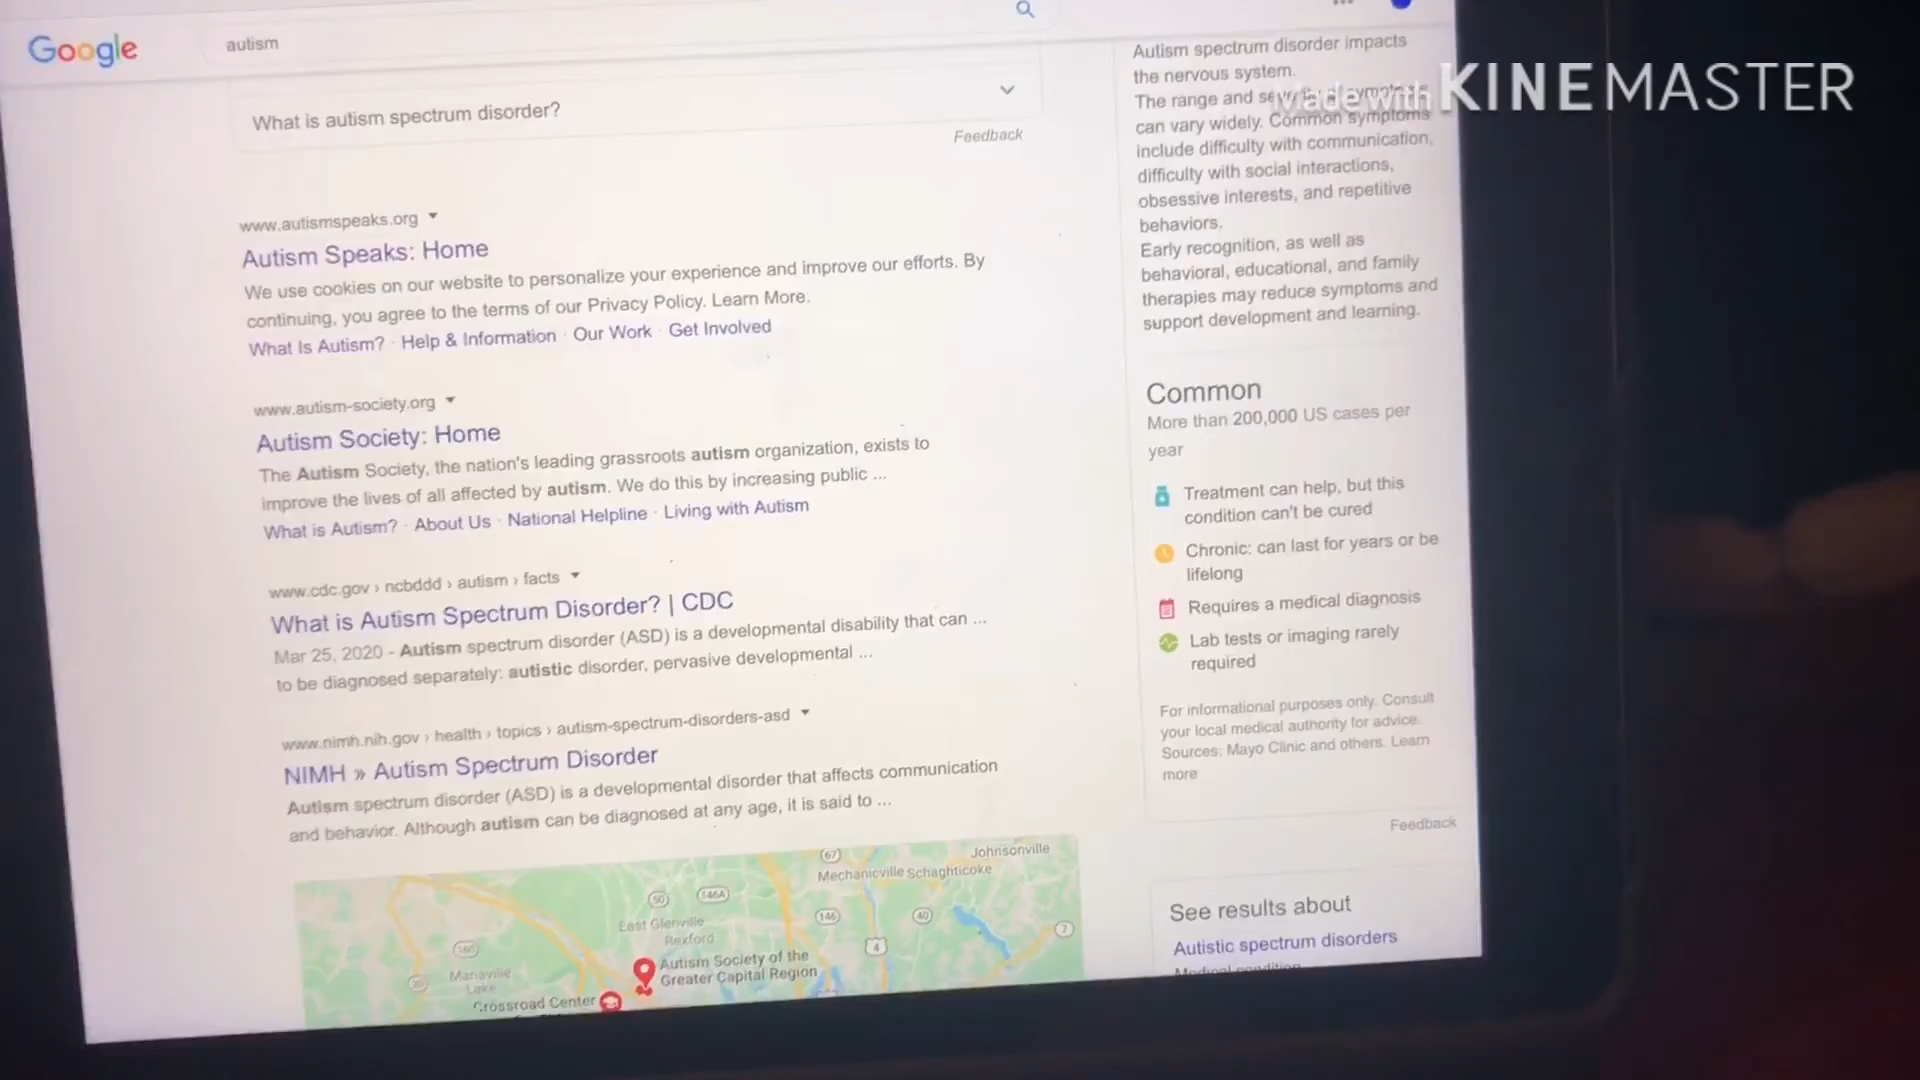 Google
autism
What is autism spectrum disorder?
Feedback
www.autismspeaks.org
Autism Speaks: Home
We use cookies on our website to personalize your experience and improve our efforts. By
continuing, you agree to the terms of our Privacy Policy. Learn More.
What Is Autism? · Help & Information · Our Work · Get Involved
www.autism-society.org
Autism Society: Home
The Autism Society, the nation's leading grassroots autism organization, exists to
improve the lives of all affected by autism. We do this by increasing public ...
What is Autism? · About Us · National Helpline · Living with Autism
www.cdc.gov › ncbddd › autism › facts
What is Autism Spectrum Disorder? | CDC
Mar 25, 2020 - Autism spectrum disorder (ASD) is a developmental disability that can ...
to be diagnosed separately: autistic disorder, pervasive developmental ...
www.nimh.nih.gov › health › topics › autism-spectrum-disorders-asd
NIMH » Autism Spectrum Disorder
Autism spectrum disorder (ASD) is a developmental disorder that affects communication
and behavior. Although autism can be diagnosed at any age, it is said to ...
67
Johnsonville
Mechanicville Schaghticoke
50
146A
146
40
East Glenville
Rexford
4
7
160
Mariaville
Lake
Autism Society of the
Greater Capital Region
Crossroad Center
Autism spectrum disorder impacts
the nervous system.
The range and
can vary widely. Common symptoms
include difficulty with communication,
difficulty with social interactions,
obsessive interests, and repetitive
behaviors.
Early recognition, as well as
behavioral, educational, and family
therapies may reduce symptoms and
support development and learning.
Made with KINEMASTER
Common
More than 200,000 US cases per
year
Treatment can help, but this
condition can't be cured
Chronic: can last for years or be
lifelong
Requires a medical diagnosis
Lab tests or imaging rarely
required
For informational purposes only. Consult
your local medical authority for advice.
Sources: Mayo Clinic and others. Learn
more
Feedback
See results about
Autistic spectrum disorders
Medical condition